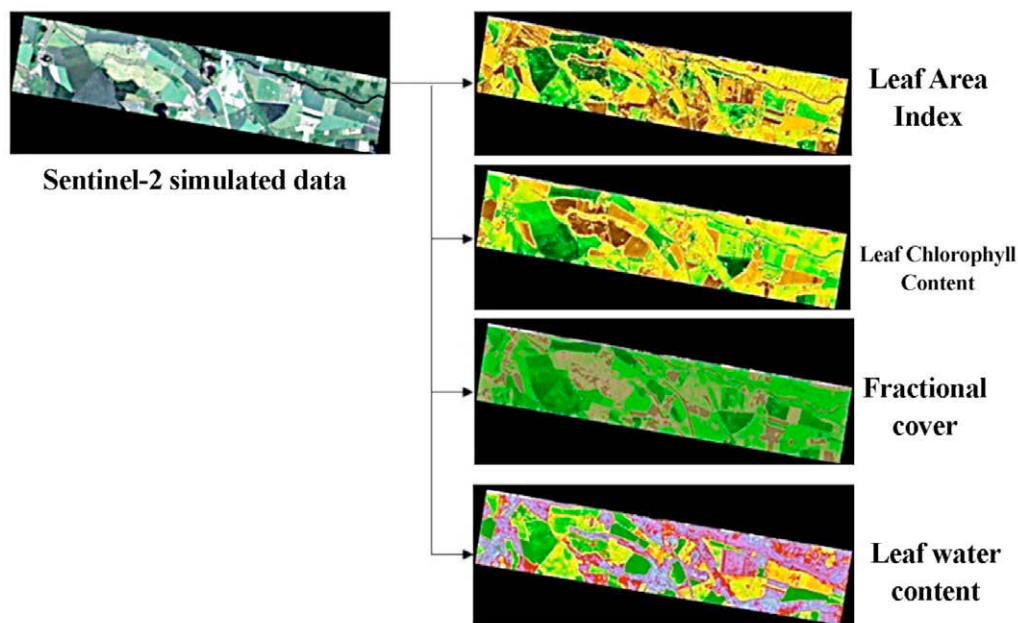 Sentinel-2 simulated data
Leaf Area
Index
Leaf Chlorophyll
Content
Fractional
cover
Leaf water
content